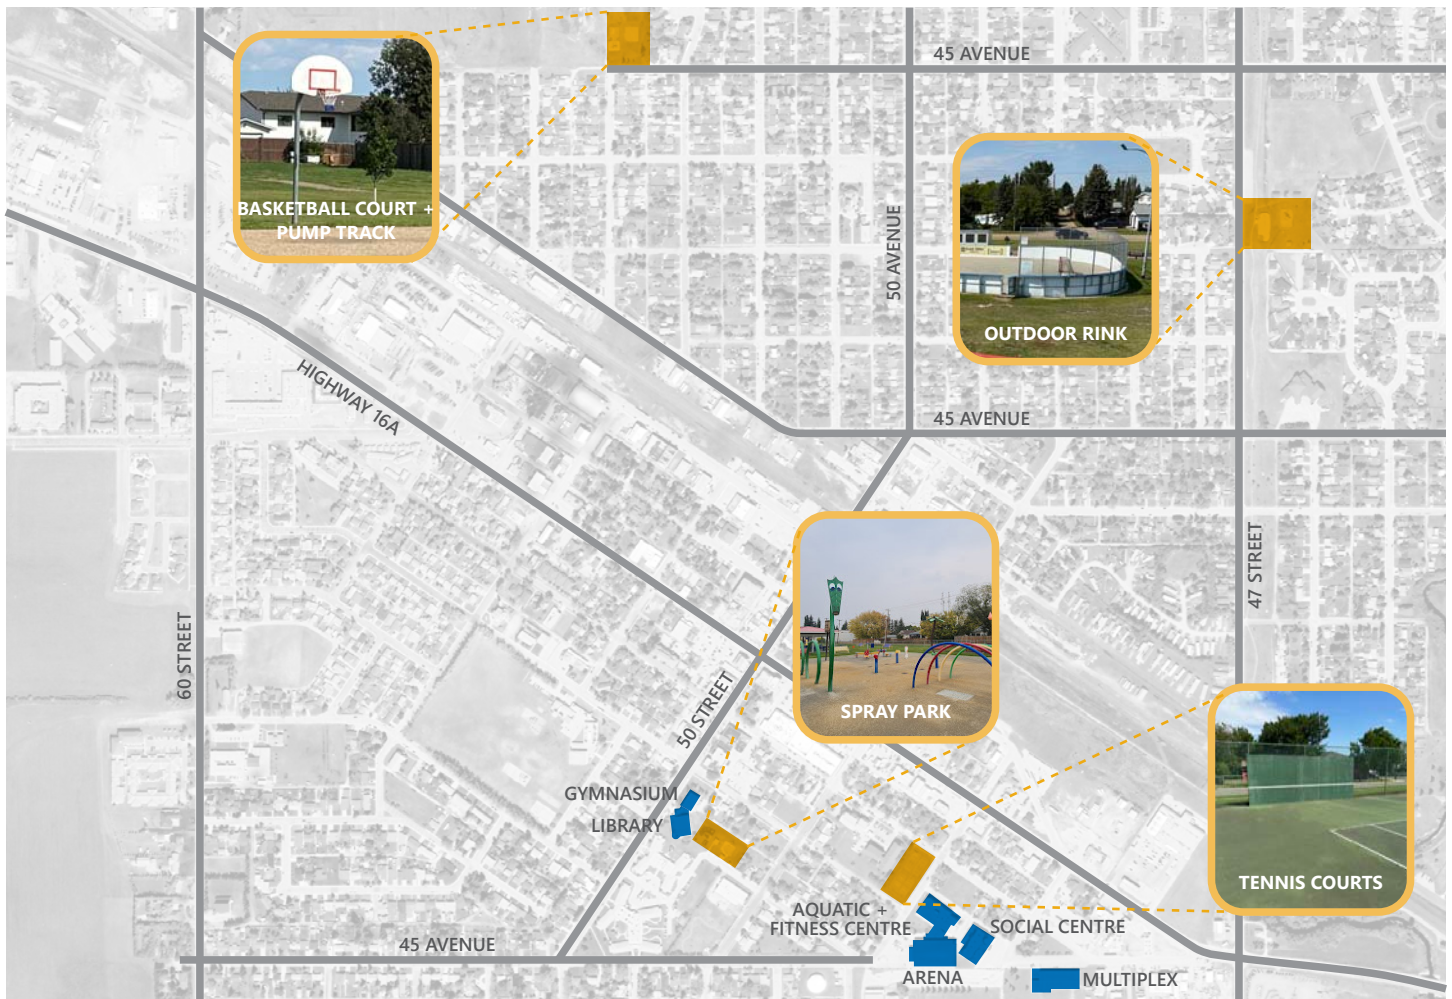 45 AVENUE
BASKETBALL COURT +
PUMP TRACK
50 AVENUE
OUTDOOR RINK
HIGHWAY 16A
45 AVENUE
47 STREET
60 STREET
50 STREET
SPRAY PARK
GYMNASIUM
LIBRARY
TENNIS COURTS
AQUATIC +
FITNESS CENTRE
SOCIAL CENTRE
45 AVENUE
ARENA
MULTIPLEX